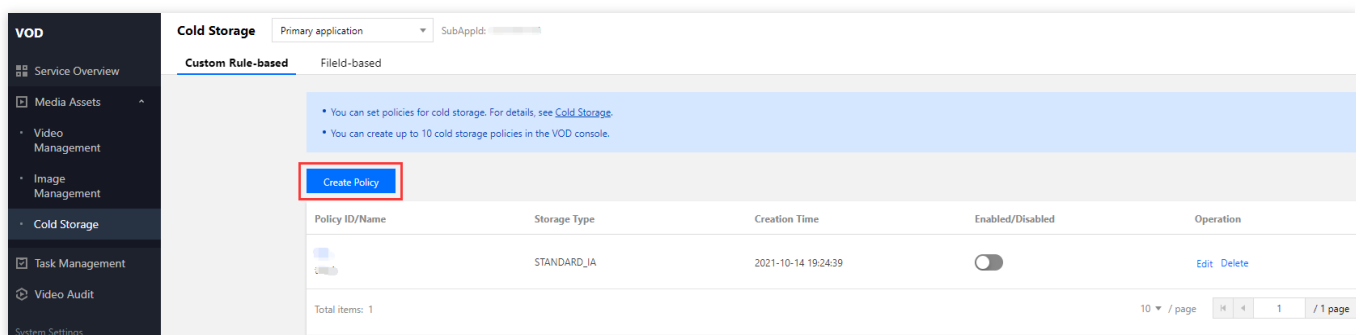 VOD
Cold Storage Primary application SubAppId:
Custom Rule-based FileId-based
Service Overview
Media Assets
• You can set policies for cold storage. For details, see Cold Storage.
• Video
Management
• You can create up to 10 cold storage policies in the VOD console.
• Image
Management
Create Policy
• Cold Storage
Policy ID/Name Storage Type Creation Time Enabled/Disabled Operation
Task Management
STANDARD_IA 2021-10-14 19:24:39 Edit Delete
Video Audit
Total items: 1 10 / page 1 / 1 page
System Settings